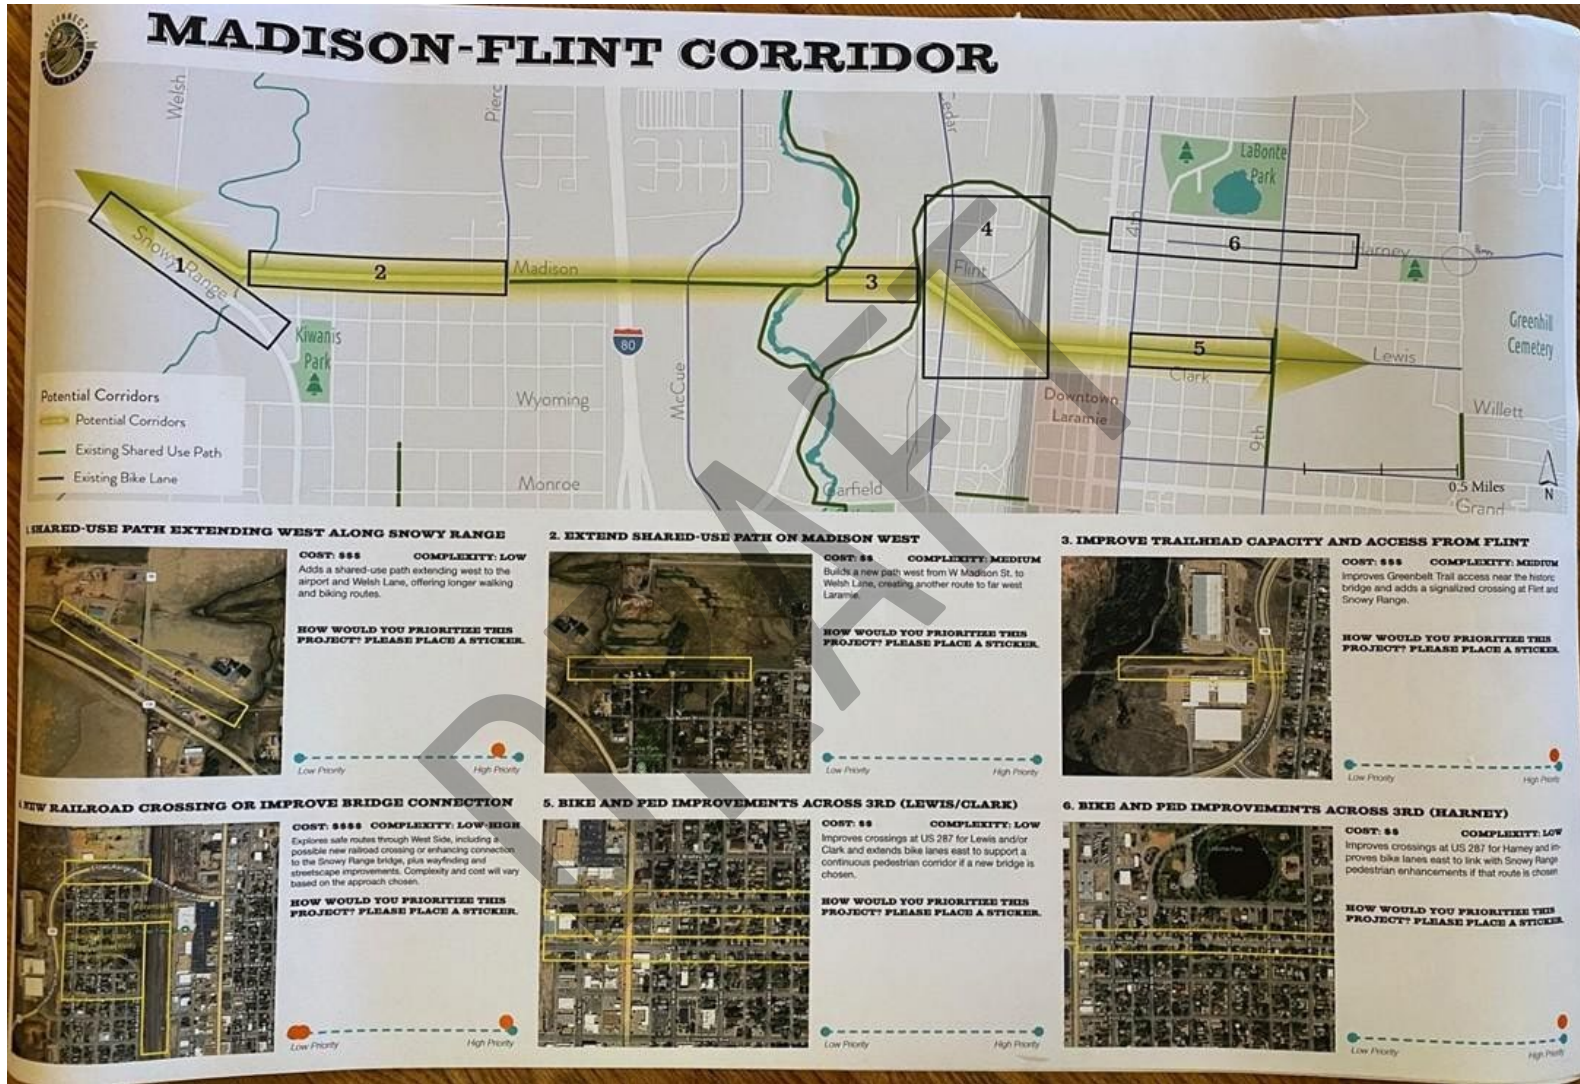 MADISON-FLINT CORRIDOR
Welsh
Pierc
Cedar
LaBonte
Park
4th
4
6
Harney
Snowy Range
1
2
Madison
3
Flint
Kiwanis
Park
80
5
Lewis
Clark
Greenhill
Cemetery
McCue
Wyoming
Downtown
Laramie
Willett
9th
Monroe
Garfield
0.5 Miles
N
Grand
Potential Corridors
Potential Corridors
Existing Shared Use Path
Existing Bike Lane
DRAFT
SHARED-USE PATH EXTENDING WEST ALONG SNOWY RANGE
COST: $$$ COMPLEXITY: LOW
Adds a shared-use path extending west to the
airport and Welsh Lane, offering longer walking
and biking routes.
HOW WOULD YOU PRIORITIZE THIS
PROJECT? PLEASE PLACE A STICKER.
Low Priority High Priority
2. EXTEND SHARED-USE PATH ON MADISON WEST
COST: $$ COMPLEXITY: MEDIUM
Builds a new path west from W Madison St. to
Welsh Lane, creating another route to far west
Laramie.
HOW WOULD YOU PRIORITIZE THIS
PROJECT? PLEASE PLACE A STICKER.
Low Priority High Priority
3. IMPROVE TRAILHEAD CAPACITY AND ACCESS FROM FLINT
COST: $$$ COMPLEXITY: MEDIUM
Improves Greenbelt Trail access near the historic
bridge and adds a signalized crossing at Flint and
Snowy Range.
HOW WOULD YOU PRIORITIZE THIS
PROJECT? PLEASE PLACE A STICKER
Low Priority High Priority
NEW RAILROAD CROSSING OR IMPROVE BRIDGE CONNECTION
COST: $$$$ COMPLEXITY: LOW-HIGH
Explores safe routes through West Side, including a
possible new railroad crossing or enhancing connection
to the Snowy Range bridge, plus wayfinding and
streetscape improvements. Complexity and cost will vary
based on the approach chosen.
HOW WOULD YOU PRIORITIZE THIS
PROJECT? PLEASE PLACE A STICKER.
Low Priority High Priority
5. BIKE AND PED IMPROVEMENTS ACROSS 3RD (LEWIS/CLARK)
COST: $$ COMPLEXITY: LOW
Improves crossings at US 287 for Lewis and/or
Clark and extends bike lanes east to support a
continuous pedestrian corridor if a new bridge is
chosen.
HOW WOULD YOU PRIORITIZE THIS
PROJECT? PLEASE PLACE A STICKER.
Low Priority High Priority
6. BIKE AND PED IMPROVEMENTS ACROSS 3RD (HARNEY)
COST: $$ COMPLEXITY: LOW
Improves crossings at US 287 for Harney and im-
proves bike lanes east to link with Snowy Range
pedestrian enhancements if that route is chosen
HOW WOULD YOU PRIORITIZE THIS
PROJECT? PLEASE PLACE A STICKER.
Low Priority High Priority